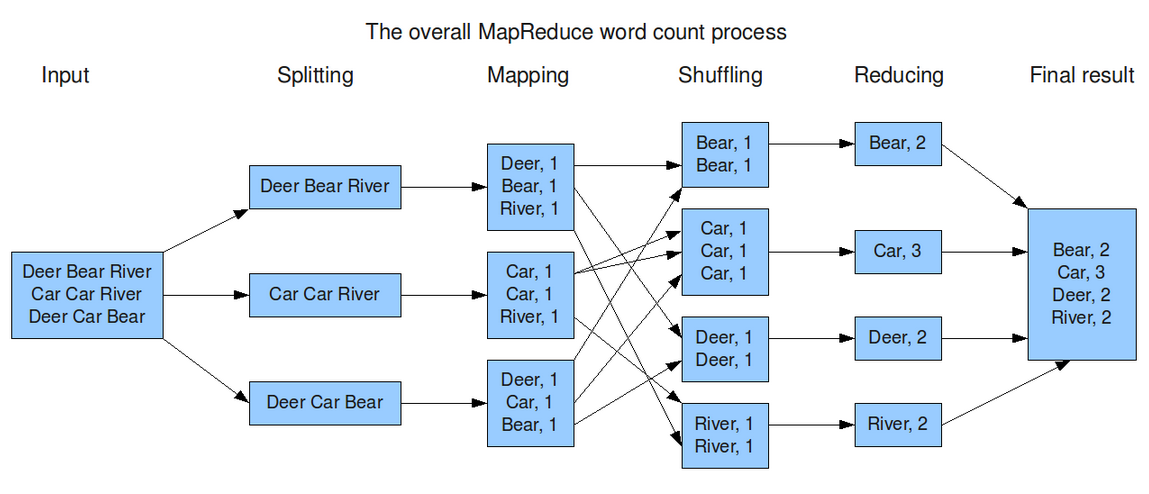 The overall MapReduce word count process
Input
Splitting
Mapping
Shuffling
Reducing
Final result
Deer Bear River
Car Car River
Deer Car Bear
Deer Bear River
Car Car River
Deer Car Bear
Deer, 1
Bear, 1
River, 1
Car, 1
Car, 1
River, 1
Deer, 1
Car, 1
Bear, 1
Bear, 1
Bear, 1
Car, 1
Car, 1
Car, 1
Deer, 1
Deer, 1
River, 1
River, 1
Bear, 2
Car, 3
Deer, 2
River, 2
Bear, 2
Car, 3
Deer, 2
River, 2